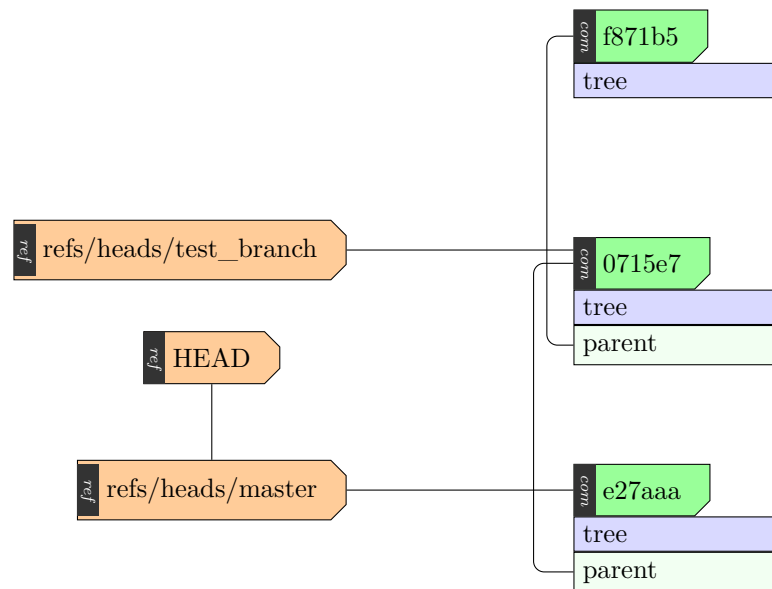 com f871b5
tree
ref refs/heads/test_branch
com 0715e7
tree
parent
ref HEAD
ref refs/heads/master
com e27aaa
tree
parent